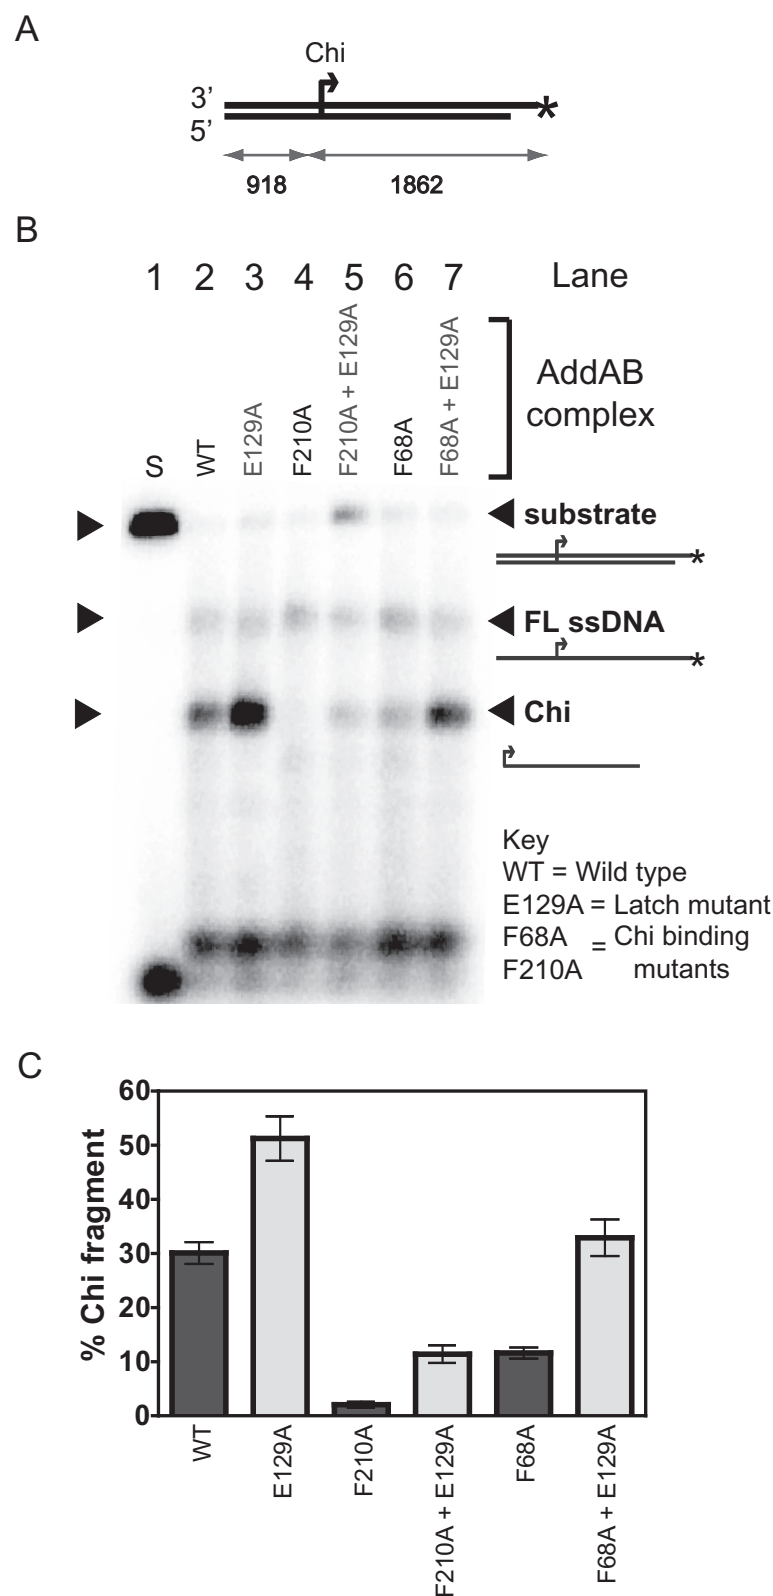 A
Chi
3’
5’
*
918
1862
B
1 2 3 4 5 6 7 Lane
S
WT
E129A
F210A
F210A + E129A
F68A
F68A + E129A
AddAB
complex
substrate
*
FL ssDNA
*
Chi
Key
WT = Wild type
E129A = Latch mutant
F68A = Chi binding
F210A mutants
C
% Chi fragment
60
50
40
30
20
10
0
WT
E129A
F210A
F210A + E129A
F68A
F68A + E129A